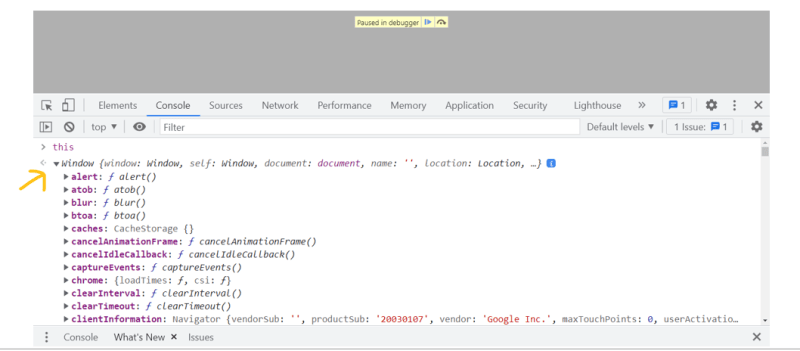 Paused in debugger
Elements Console Sources Network Performance Memory Application Security Lighthouse » 1
top ▼ Filter Default levels ▼ 1 Issue: 1
> this
Window {window: Window, self: Window, document: document, name: '', location: Location, …} i
alert: ƒ alert()
atob: ƒ atob()
blur: ƒ blur()
btoa: ƒ btoa()
caches: CacheStorage {}
cancelAnimationFrame: ƒ cancelAnimationFrame()
cancelIdleCallback: ƒ cancelIdleCallback()
captureEvents: ƒ captureEvents()
chrome: {loadTimes: ƒ, csi: ƒ}
clearInterval: ƒ clearInterval()
clearTimeout: ƒ clearTimeout()
clientInformation: Navigator {vendorSub: '', productSub: '20030107', vendor: 'Google Inc.', maxTouchPoints: 0, userActivatio…
Console What's New × Issues